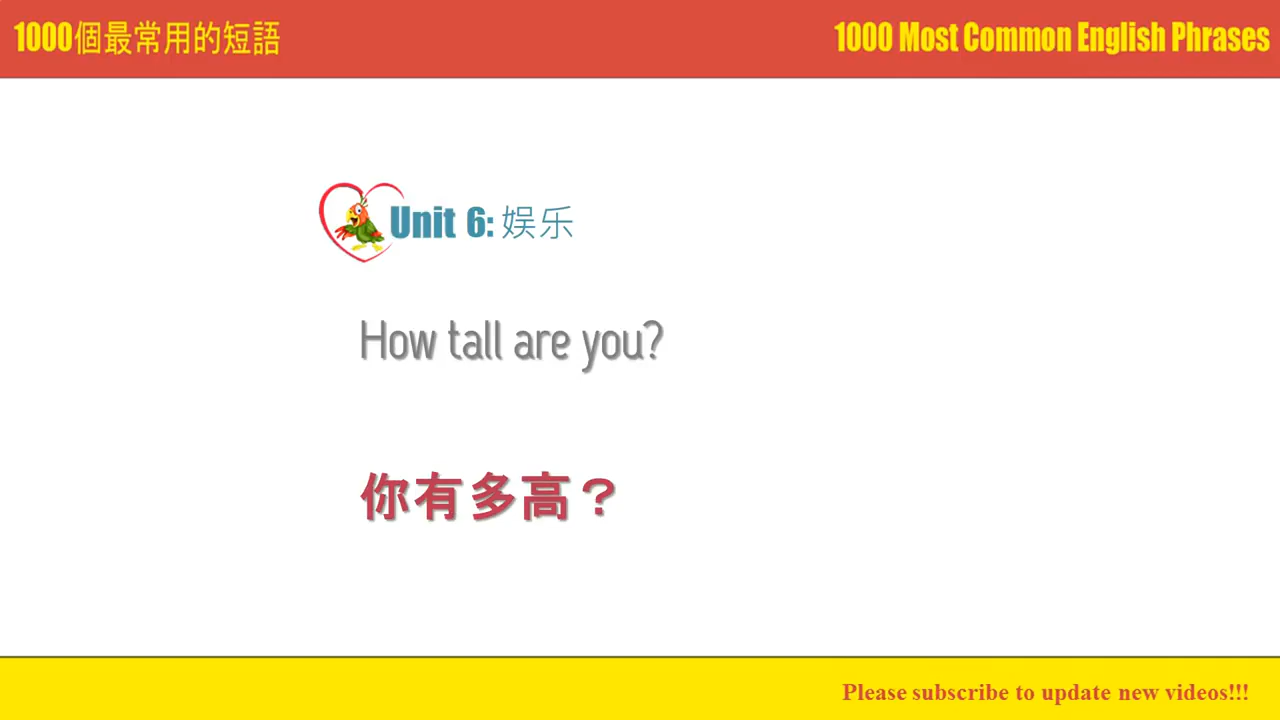 1000個最常用的短語
1000 Most Common English Phrases
Unit 6: 娱乐
How tall are you?
你有多高？
Please subscribe to update new videos!!!